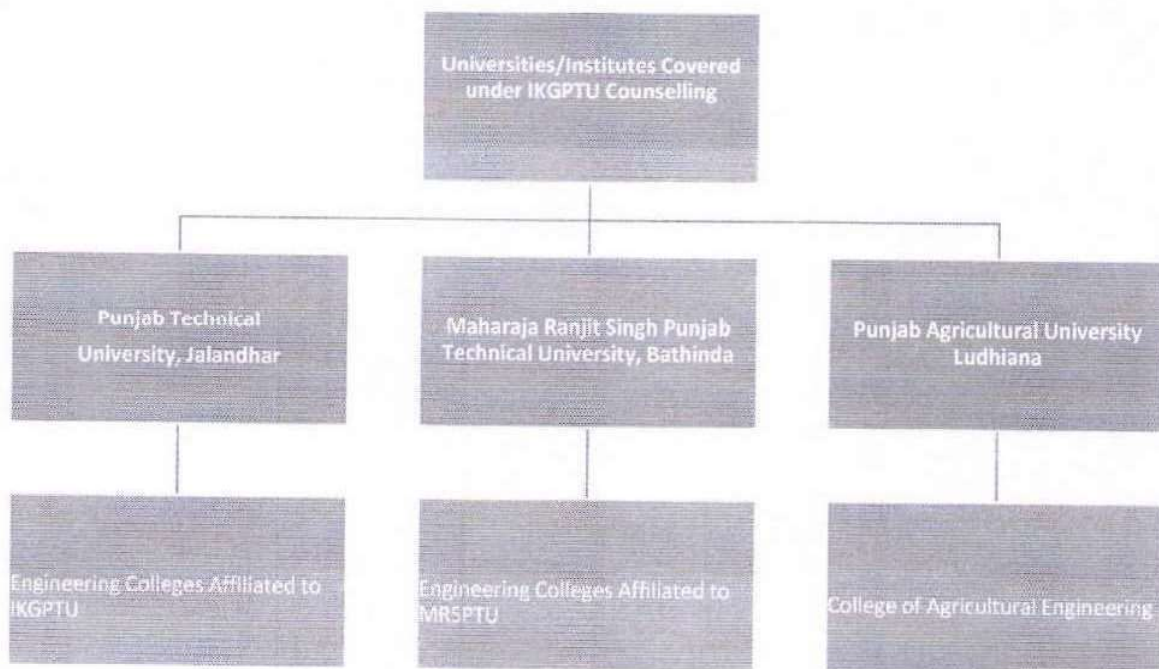 Universities/Institutes Covered
under IKGPTU Counselling
Punjab Technical
University, Jalandhar
Maharaja Ranjit Singh Punjab
Technical University, Bathinda
Punjab Agricultural University
Ludhiana
Engineering Colleges Affiliated to
IKGPTU
Engineering Colleges Affiliated to
MRSPTU
College of Agricultural Engineering